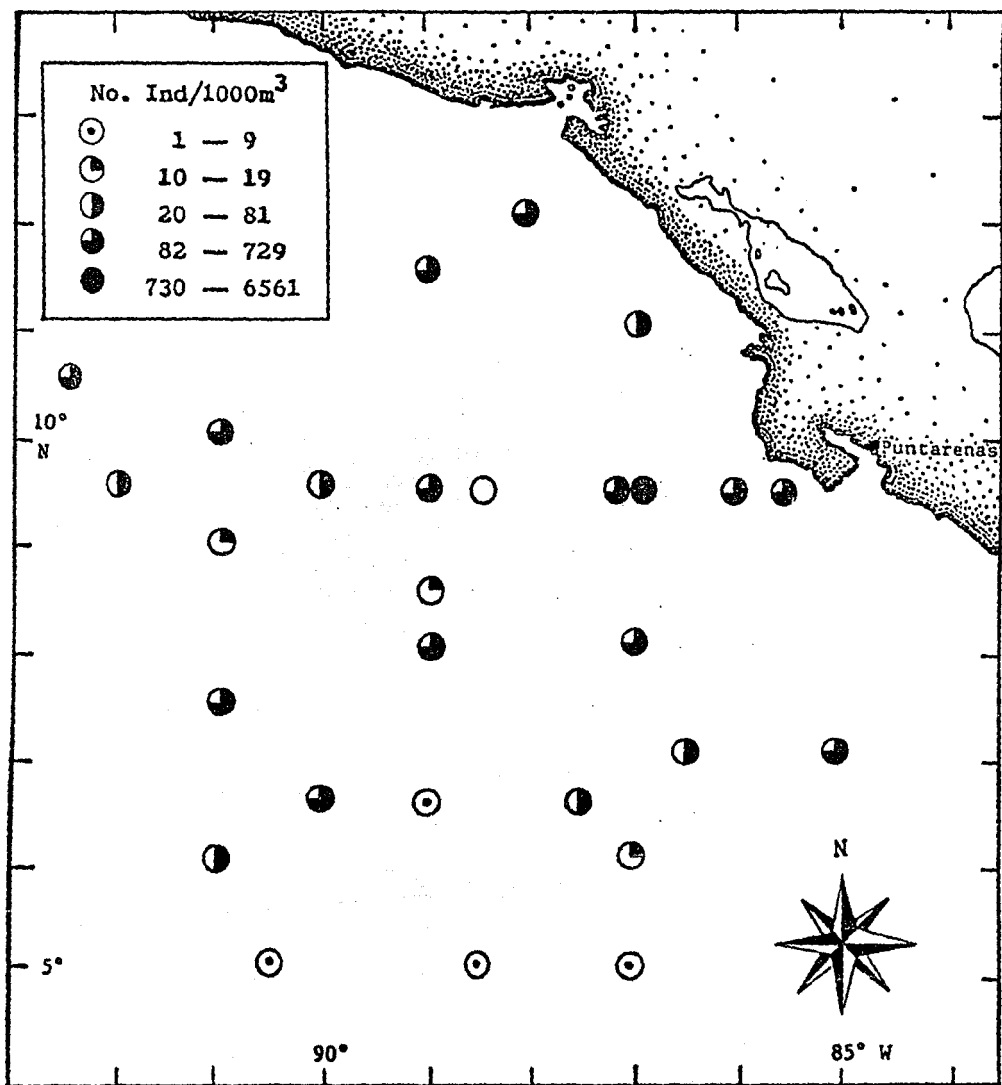 No. Ind/1000m³
1 — 9
10 — 19
20 — 81
82 — 729
730 — 6561
10°
N
Puntarenas
N
5°
90°
85° W